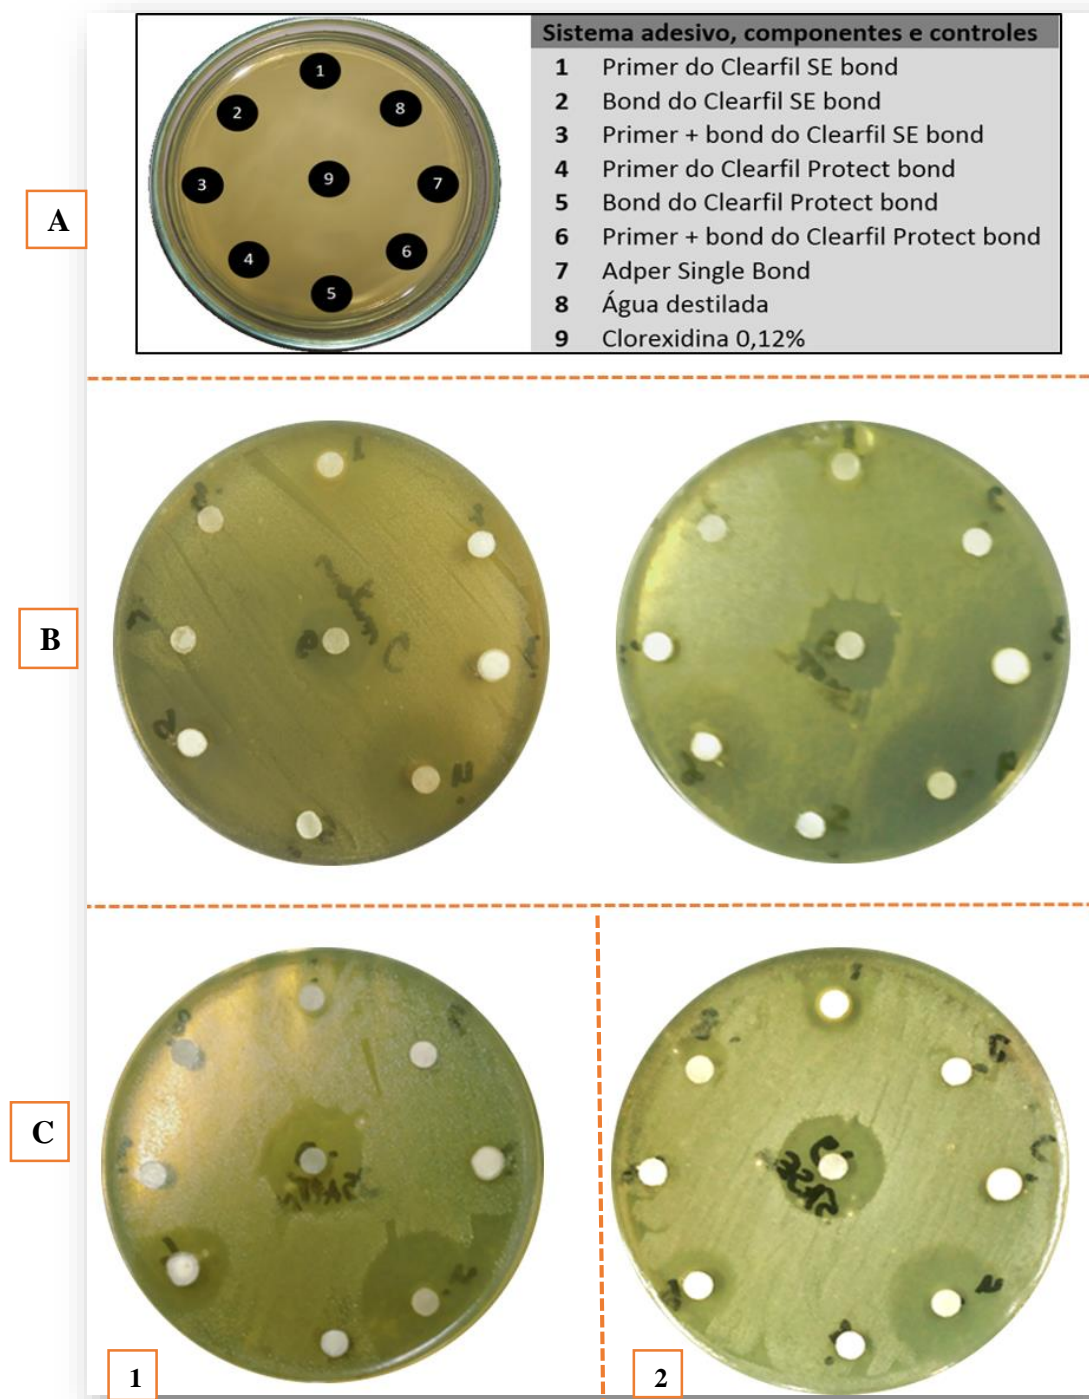 A
1
2
3
4
5
6
7
8
9
Sistema adesivo, componentes e controles
1 Primer do Clearfil SE bond
2 Bond do Clearfil SE bond
3 Primer + bond do Clearfil SE bond
4 Primer do Clearfil Protect bond
5 Bond do Clearfil Protect bond
6 Primer + bond do Clearfil Protect bond
7 Adper Single Bond
8 Água destilada
9 Clorexidina 0,12%
B
C
1
2